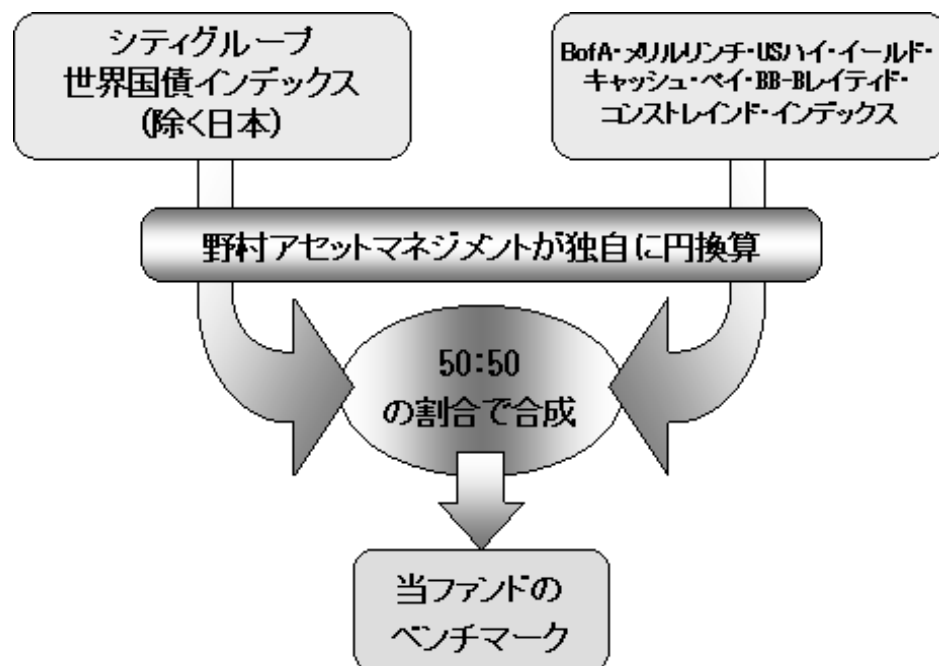 シティグループ
世界国債インデックス
(除く日本)
BofA・メリルリンチ・USハイ・イールド・
キャッシュ・ペイ・BB-Bレイティド・
コンストレインド・インデックス
野村アセットマネジメントが独自に円換算
50:50
の割合で合成
当ファンドの
ベンチマーク